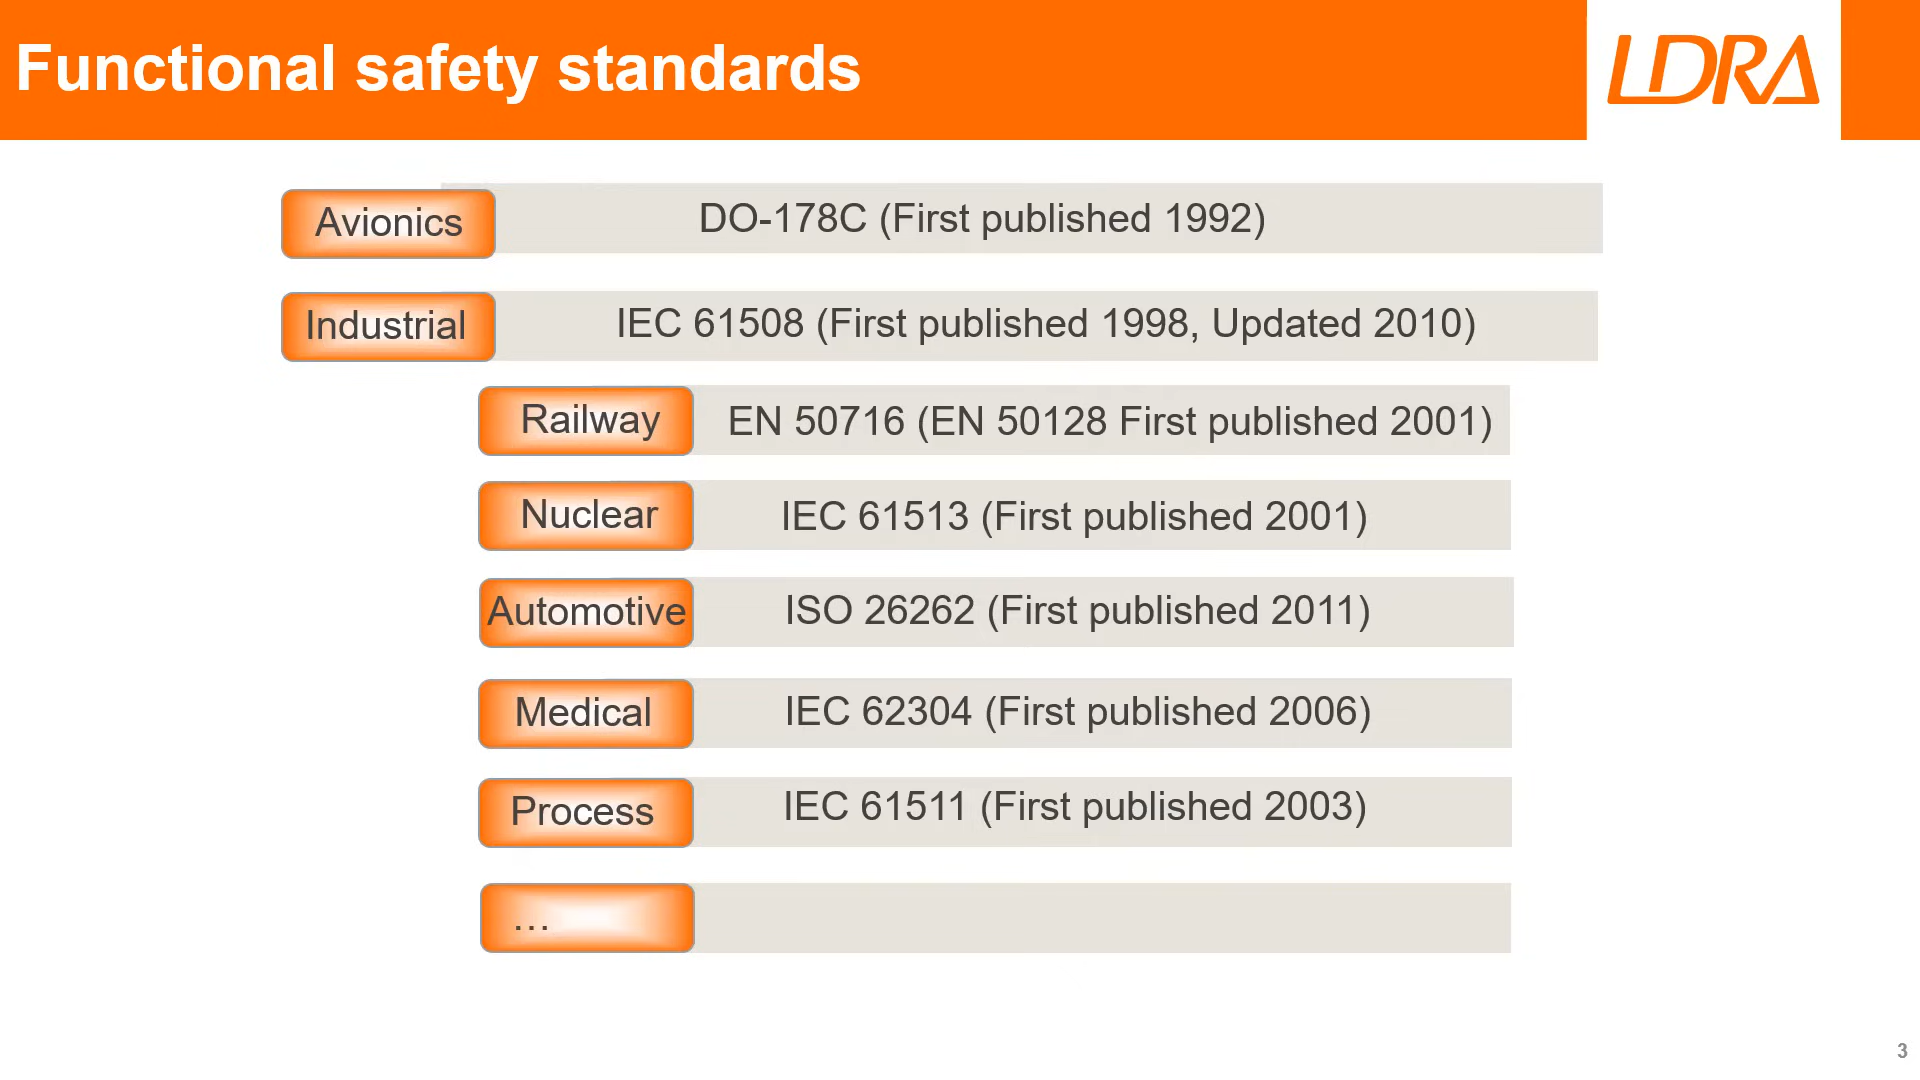 Functional safety standards
LDRA
Avionics
DO-178C (First published 1992)
Industrial
IEC 61508 (First published 1998, Updated 2010)
Railway
EN 50716 (EN 50128 First published 2001)
Nuclear
IEC 61513 (First published 2001)
Automotive
ISO 26262 (First published 2011)
Medical
IEC 62304 (First published 2006)
Process
IEC 61511 (First published 2003)
...
3